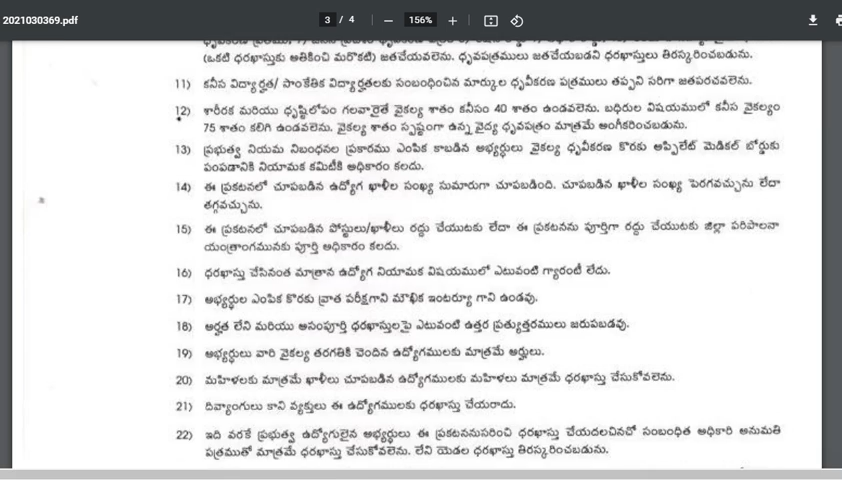 2021030369.pdf
3 / 4
156%
(ఒకటి ధరఖాస్తుకు అతికించి మరొకటి) జతచేయవలెను. ధృవపత్రములు జతచేయబడని ధరఖాస్తులు తిరస్కరించబడును.
11) కనీస విద్యార్హత/ సాంకేతిక విద్యార్హతలకు సంబంధించిన మార్కుల ధృవీకరణ పత్రములు తప్పని సరిగా జతపరచవలెను.
12) శారీరక మరియు దృష్టిలోపం గలవారైతే వైకల్య శాతం కనీసం 40 శాతం ఉండవలెను. బధిరుల విషయములో కనీస వైకల్యం
75 శాతం కలిగి ఉండవలెను. వైకల్య శాతం స్పష్టంగా ఉన్న వైద్య ధృవపత్రం మాత్రమే అంగీకరించబడును.
13) ప్రభుత్వ నియమ నిబంధనల ప్రకారము ఎంపిక కాబడిన అభ్యర్థులు వైకల్య ధృవీకరణ కొరకు అప్పిలేట్ మెడికల్ బోర్డుకు
పంపడానికి నియామక కమిటీకి అధికారం కలదు.
14) ఈ ప్రకటనలో చూపబడిన ఉద్యోగ ఖాళీల సంఖ్య సుమారుగా చూపబడింది. చూపబడిన ఖాళీల సంఖ్య పెరగవచ్చును లేదా
తగ్గవచ్చును.
15) ఈ ప్రకటనలో చూపబడిన పోస్టులు/ఖాళీలు రద్దు చేయుటకు లేదా ఈ ప్రకటనను పూర్తిగా రద్దు చేయుటకు జిల్లా పరిపాలనా
యంత్రాంగమునకు పూర్తి అధికారం కలదు.
16) ధరఖాస్తు చేసినంత మాత్రాన ఉద్యోగ నియామక విషయములో ఎటువంటి గ్యారంటీ లేదు.
17) అభ్యర్థుల ఎంపిక కొరకు వ్రాత పరీక్షగాని మౌఖిక ఇంటర్యూ గాని ఉండవు.
18) అర్హత లేని మరియు అసంపూర్తి ధరఖాస్తులపై ఎటువంటి ఉత్తర ప్రత్యుత్తరములు జరుపబడవు.
19) అభ్యర్థులు వారి వైకల్య తరగతికి చెందిన ఉద్యోగములకు మాత్రమే అర్హులు.
20) మహిళలకు మాత్రమే ఖాళీలు చూపబడిన ఉద్యోగములకు మహిళలు మాత్రమే ధరఖాస్తు చేసుకోవలెను.
21) దివ్యాంగులు కాని వ్యక్తులు ఈ ఉద్యోగములకు ధరఖాస్తు చేయరాదు.
22) ఇది వరకే ప్రభుత్వ ఉద్యోగులైన అభ్యర్థులు ఈ ప్రకటననుసరించి ధరఖాస్తు చేయదలచినచో సంబంధిత అధికారి అనుమతి
పత్రముతో మాత్రమే ధరఖాస్తు చేసుకోవలెను. లేని యెడల ధరఖాస్తు తిరస్కరించబడును.